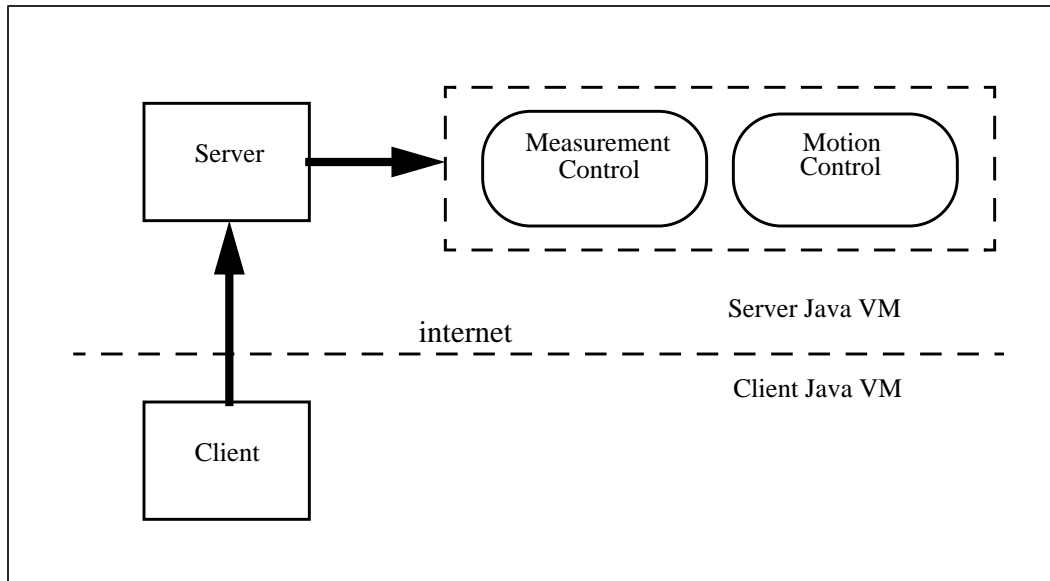 Server
Measurement
Control
Motion
Control
Server Java VM
internet
Client Java VM
Client